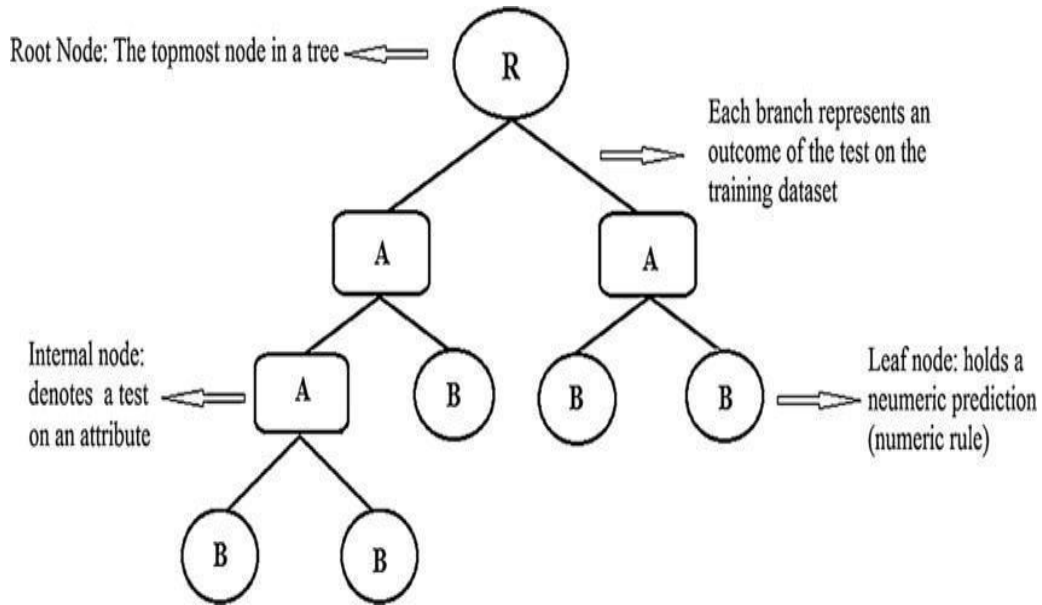 Root Node: The topmost node in a tree
R
Each branch represents an
outcome of the test on the
training dataset
A
A
Internal node:
denotes a test
on an attribute
A
B
B
B
Leaf node: holds a
neumeric prediction
(numeric rule)
B
B